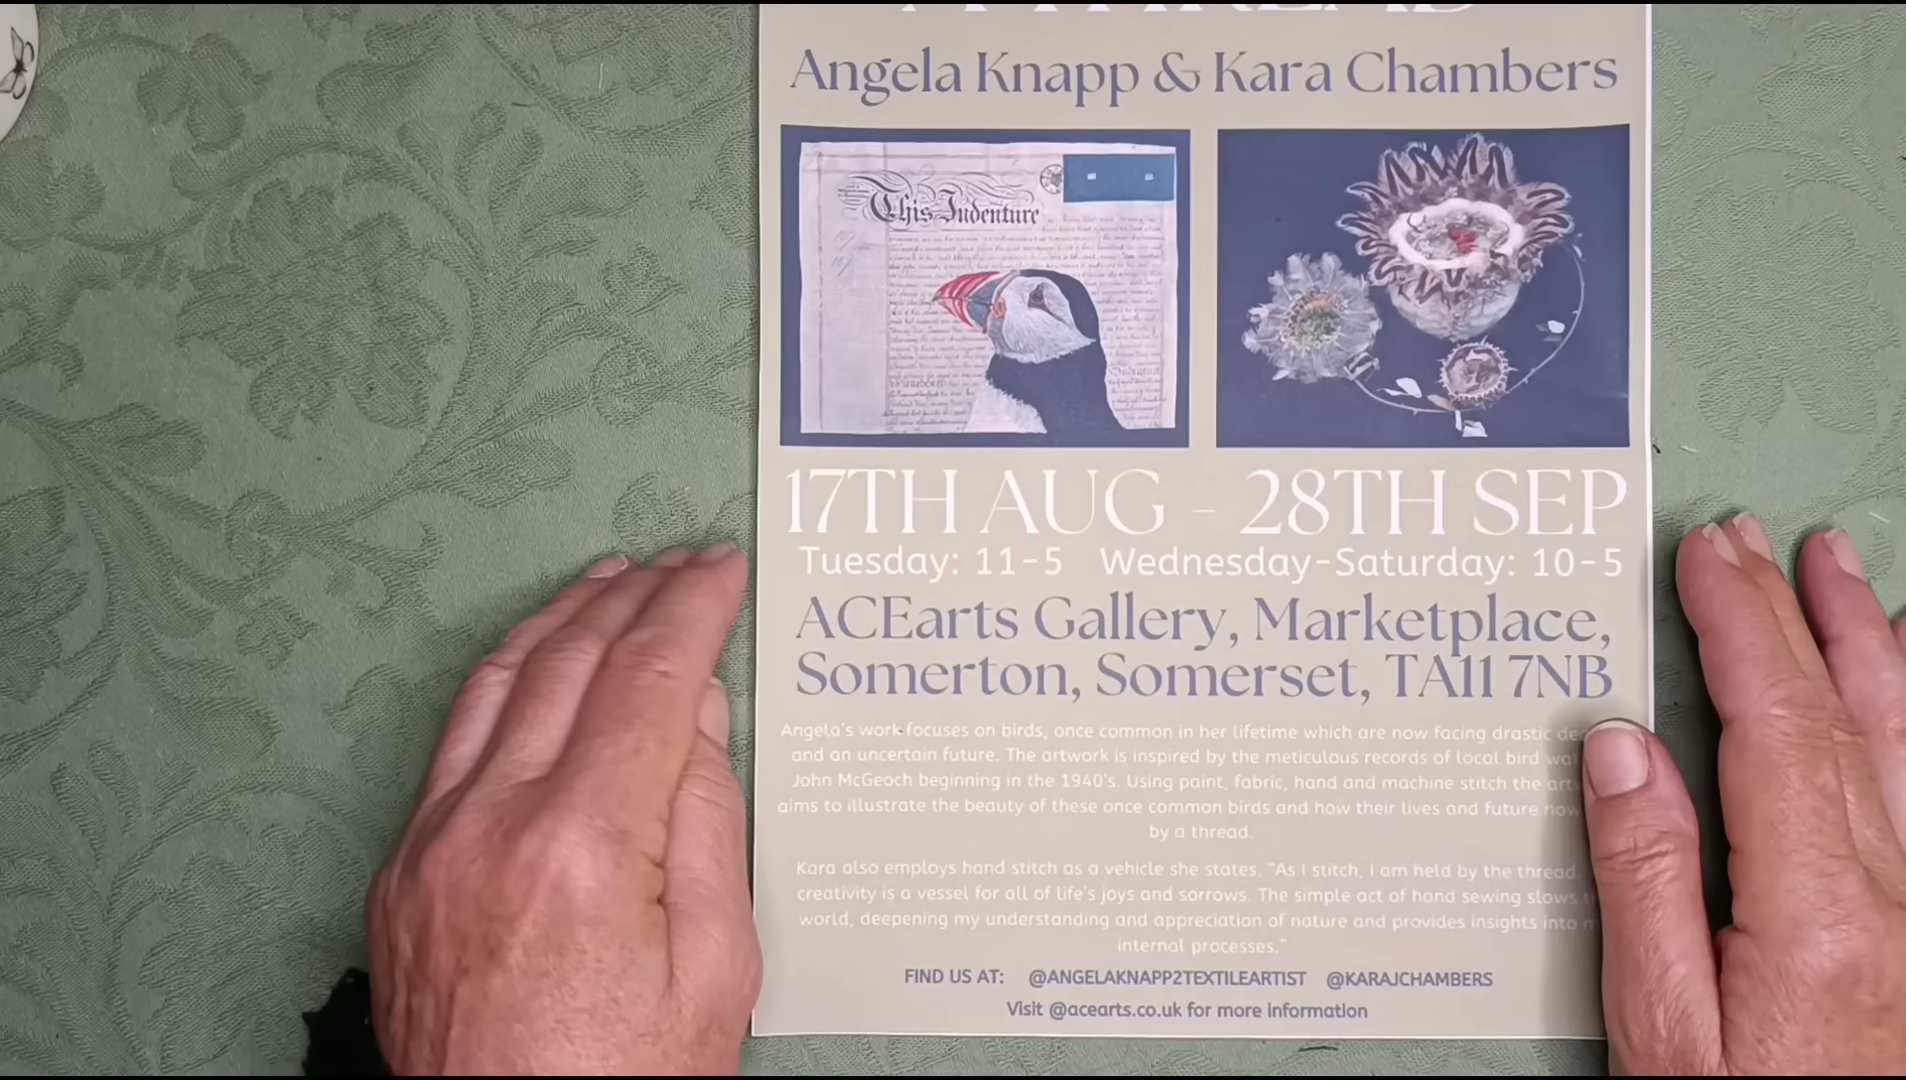 A THREAD
Angela Knapp & Kara Chambers
This Indenture
17TH AUG - 28TH SEP
Tuesday: 11-5 Wednesday-Saturday: 10-5
ACEarts Gallery, Marketplace,
Somerton, Somerset, TA11 7NB
Angela's work focuses on birds, once common in her lifetime which are now facing drastic
and an uncertain future. The artwork is inspired by the meticulous records of local bird
John McGeoch beginning in the 1940's. Using paint, fabric, hand and machine stitch the
aims to illustrate the beauty of these once common birds and how their lives and future now
by a thread.
Kara also employs hand stitch as a vehicle she states. "As I stitch, I am held by the thread.
creativity is a vessel for all of life's joys and sorrows. The simple act of hand sewing slows
world, deepening my understanding and appreciation of nature and provides insights into
internal processes."
FIND US AT: @ANGELAKNAPP2TEXTILEARTIST @KARAJCHAMBERS
Visit @acearts.co.uk for more information